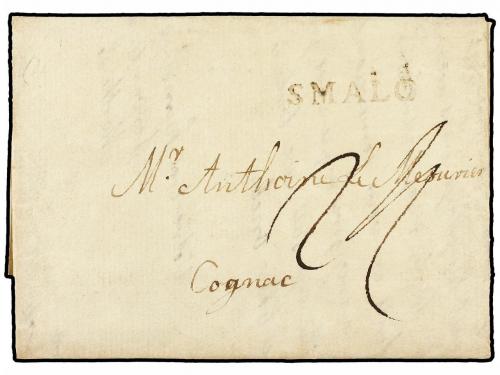 SMALO
Mr. Anthoine le Mesurier
Cognac